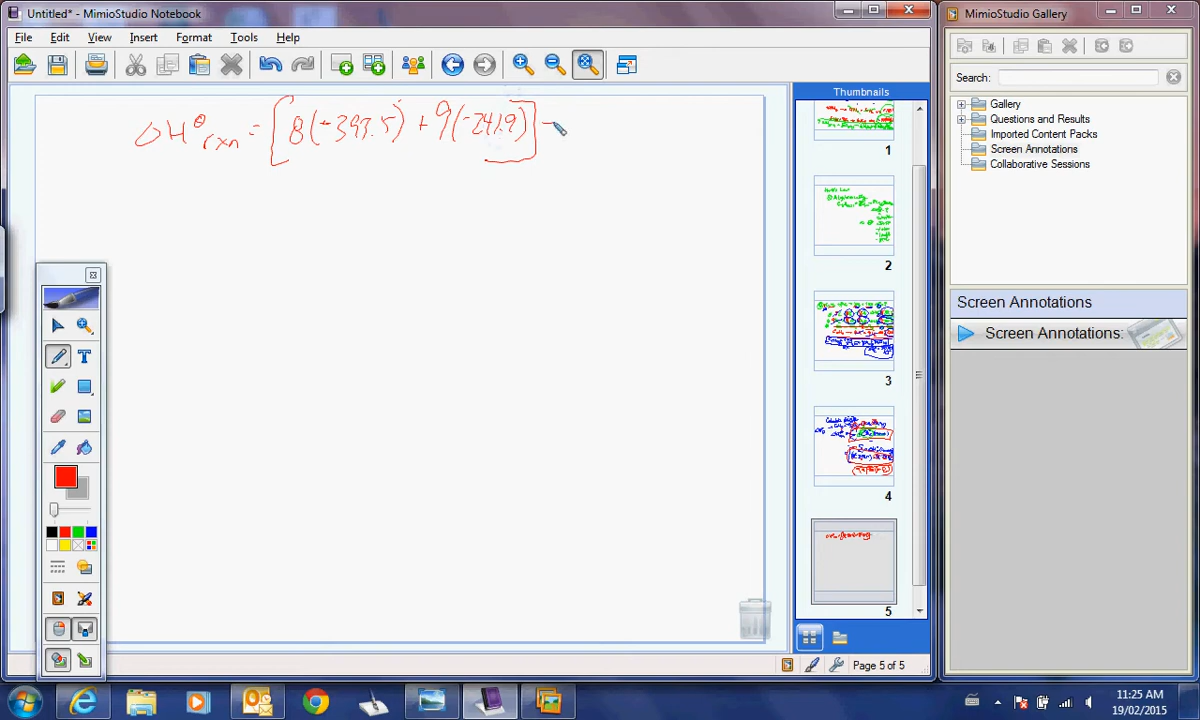 Untitled* - MimioStudio Notebook
File Edit View Insert Format Tools Help
ΔH°rxn = [8(-393.5) + 9(-241.9)] -
Thumbnails
1
2
3
4
5
Page 5 of 5
MimioStudio Gallery
Search:
Gallery
Questions and Results
Imported Content Packs
Screen Annotations
Collaborative Sessions
Screen Annotations
Screen Annotations:
11:25 AM
19/02/2015